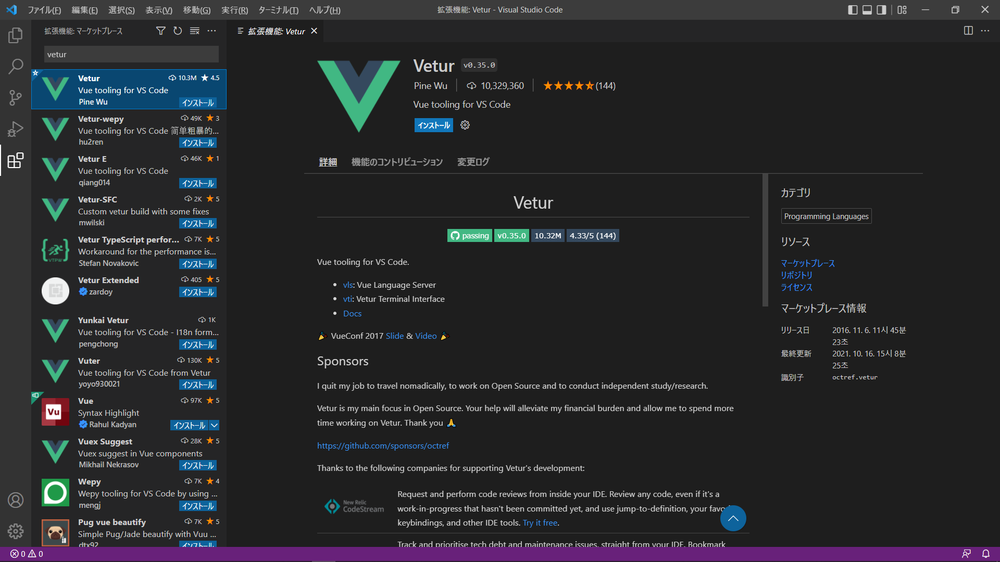 ファイル(F) 編集(E) 選択(S) 表示(V) 移動(G) 実行(R) ターミナル(T) ヘルプ(H)
拡張機能: Vetur - Visual Studio Code
拡張機能: マーケットプレース
vetur
Vetur 10.3M 4.5
Vue tooling for VS Code
Pine Wu インストール
Vetur-wepy 49K 3
Vue tooling for VS Code 简单粗暴的...
hu2ren インストール
Vetur E 46K 1
Vue tooling for VS Code
qiang014 インストール
Vetur-SFC 2K 5
Custom vetur build with some fixes
mwilski インストール
Vetur TypeScript perfor... 7K 5
Workaround for the performance is...
Stefan Novakovic インストール
VTPW
Vetur Extended 405 5
zardoy インストール
Yunkai Vetur 1K
Vue tooling for VS Code - I18n form...
pengchong インストール
Vuter 130K 5
Vue tooling for VS Code from Vetur
yoyo930021 インストール
Vue 97K 5
Vu
Syntax Highlight
Rahul Kadyan インストール
Vuex Suggest 28K 5
Vuex suggest in Vue components
Mikhail Nekrasov インストール
Wepy 7K 4
Wepy tooling for VS Code by using ...
mengj インストール
Pug vue beautify 7K 5
Simple Pug/Jade beautify with Vuu ...
dtx92 インストール
拡張機能: Vetur
Vetur v0.35.0
Pine Wu 10,329,360 (144)
Vue tooling for VS Code
インストール
詳細 機能のコントリビューション 変更ログ
Vetur
passing v0.35.0 10.32M 4.33/5 (144)
Vue tooling for VS Code.
vls: Vue Language Server
vti: Vetur Terminal Interface
Docs
🎉 VueConf 2017 Slide & Video 🎉
Sponsors
I quit my job to travel nomadically, to work on Open Source and to conduct independent study/research.
Vetur is my main focus in Open Source. Your help will alleviate my financial burden and allow me to spend more
time working on Vetur. Thank you 🙏
https://github.com/sponsors/octref
Thanks to the following companies for supporting Vetur's development:
New Relic
CodeStream
Request and perform code reviews from inside your IDE. Review any code, even if it's a
work-in-progress that hasn't been committed yet, and use jump-to-definition, your favo
keybindings, and other IDE tools. Try it free.
Track and prioritise tech debt and maintenance issues, straight from your IDE. Bookmark
カテゴリ
Programming Languages
リソース
マーケットプレース
リポジトリ
ライセンス
マーケットプレース情報
リリース日 2016. 11. 6. 11시 45분
23초
最終更新 2021. 10. 16. 15시 8분
25초
識別子 octref.vetur
0 0